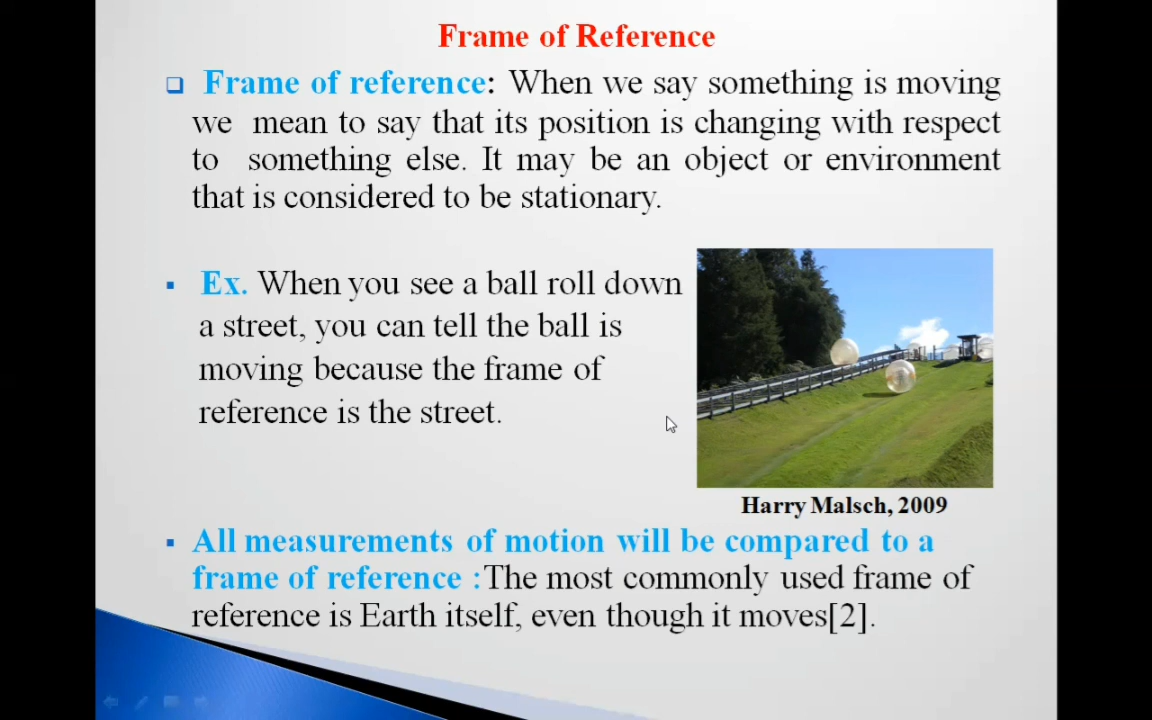 Frame of Reference
Frame of reference: When we say something is moving
we mean to say that its position is changing with respect
to something else. It may be an object or environment
that is considered to be stationary.
Ex. When you see a ball roll down
a street, you can tell the ball is
moving because the frame of
reference is the street.
Harry Malsch, 2009
All measurements of motion will be compared to a
frame of reference :The most commonly used frame of
reference is Earth itself, even though it moves[2].